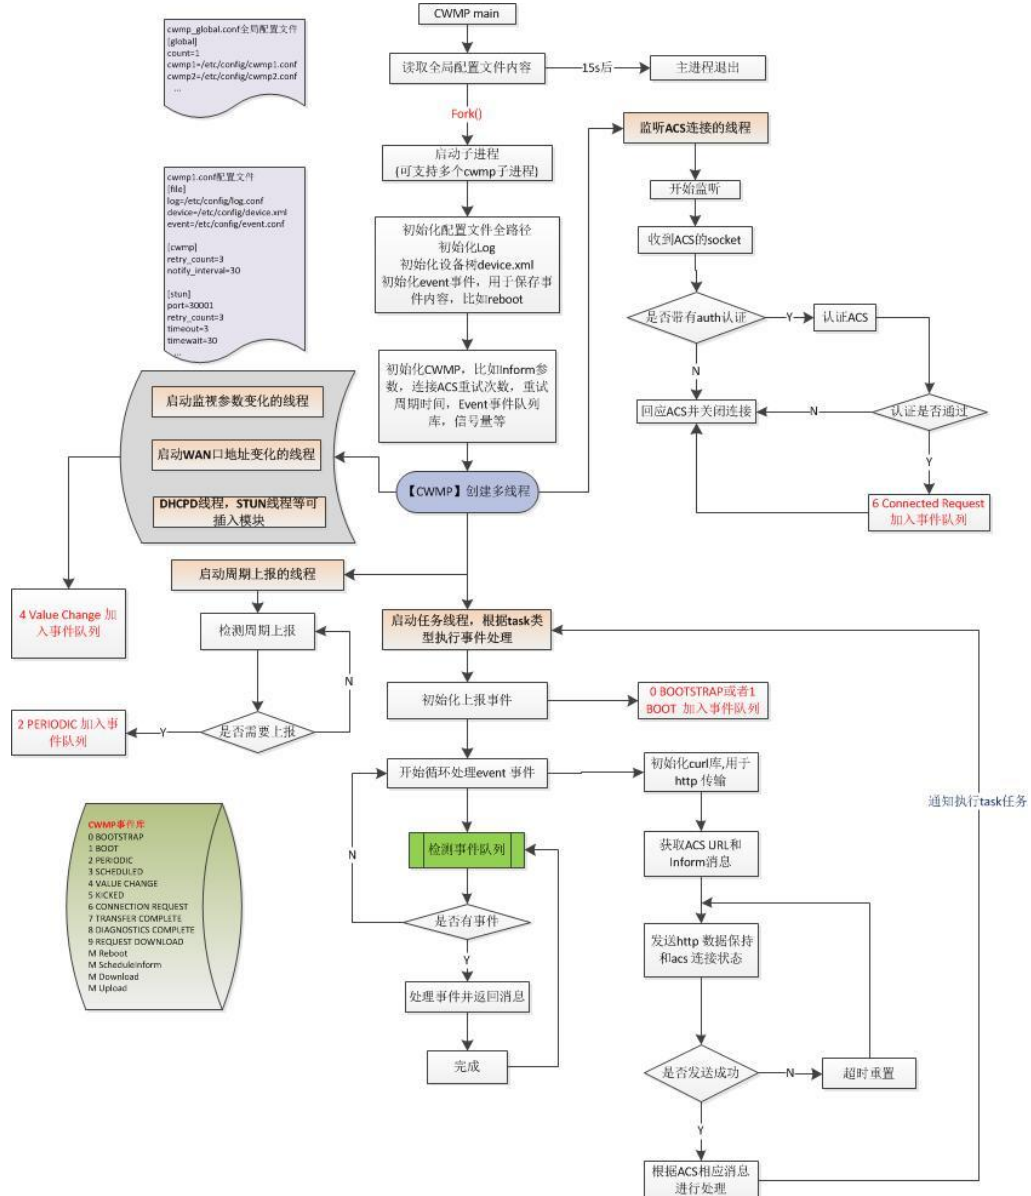 CWMP main
cwmp_global.conf全局配置文件
[global]
count=1
cwmp1=/etc/config/cwmp1.conf
cwmp2=/etc/config/cwmp2.conf
...
读取全局配置文件内容
15s后
主进程退出
Fork()
启动子进程
(可支持多个cwmp子进程)
监听ACS连接的线程
cwmp1.conf配置文件
[file]
log=/etc/config/log.conf
device=/etc/config/device.xml
event=/etc/config/event.conf
[cwmp]
retry_count=3
notify_interval=30
[stun]
port=30001
retry_count=3
timeout=3
timewait=30
...
初始化配置文件全路径
初始化Log
初始化设备树device.xml
初始化event事件，用于保存事
件内容，比如reboot
开始监听
收到ACS的socket
是否带有auth认证
Y
认证ACS
N
初始化CWMP，比如Inform参
数，连接ACS重试次数，重试
周期时间，Event事件队列
库，信号量等
回应ACS并关闭连接
N
认证是否通过
Y
6 Connected Request
加入事件队列
启动监视参数变化的线程
启动WAN口地址变化的线程
DHCPD线程，STUN线程等可
插入模块
【CWMP】创建多线程
启动周期上报的线程
4 Value Change 加
入事件队列
检测周期上报
N
是否需要上报
Y
2 PERIODIC 加入事
件队列
启动任务线程，根据task类
型执行事件处理
初始化上报事件
0 BOOTSTRAP或者1
BOOT 加入事件队列
开始循环处理event 事件
初始化curl库,用于
http 传输
通知执行task任务
CWMP事件库
0 BOOTSTRAP
1 BOOT
2 PERIODIC
3 SCHEDULED
4 VALUE CHANGE
5 KICKED
6 CONNECTION REQUEST
7 TRANSFER COMPLETE
8 DIAGNOSTICS COMPLETE
9 REQUEST DOWNLOAD
M Reboot
M ScheduleInform
M Download
M Upload
N
检测事件队列
获取ACS URL和
Inform消息
是否有事件
Y
发送http 数据保持
和acs 连接状态
处理事件并返回消息
完成
是否发送成功
N
超时重置
Y
根据ACS相应消息
进行处理